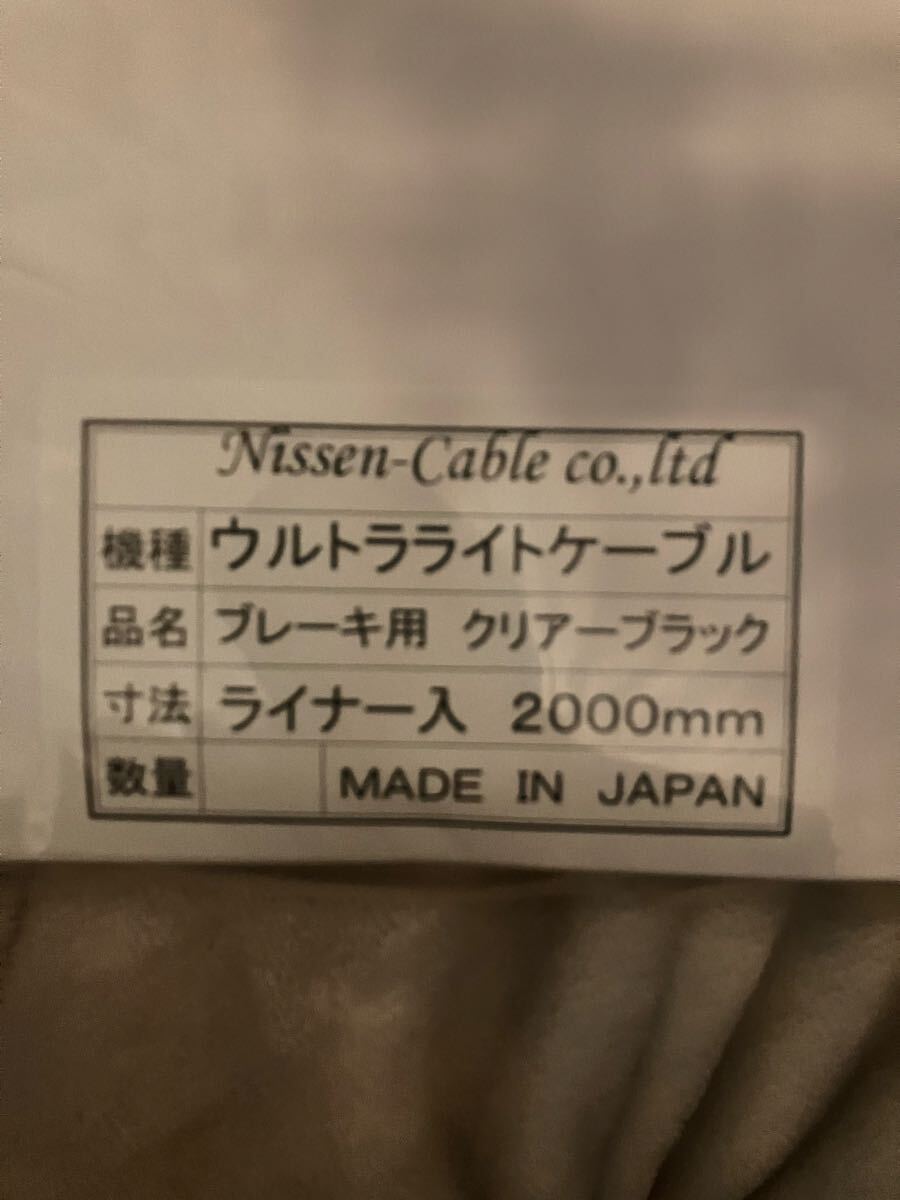 Nissen-Cable co.,ltd
機種 ウルトラライトケーブル
品名 ブレーキ用 クリアーブラック
寸法 ライナー入 2000mm
数量 MADE IN JAPAN